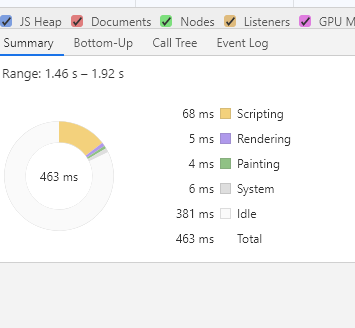 JS Heap Documents Nodes Listeners GPU M
Summary Bottom-Up Call Tree Event Log
Range: 1.46 s – 1.92 s
68 ms Scripting
5 ms Rendering
4 ms Painting
463 ms
6 ms System
381 ms Idle
463 ms Total